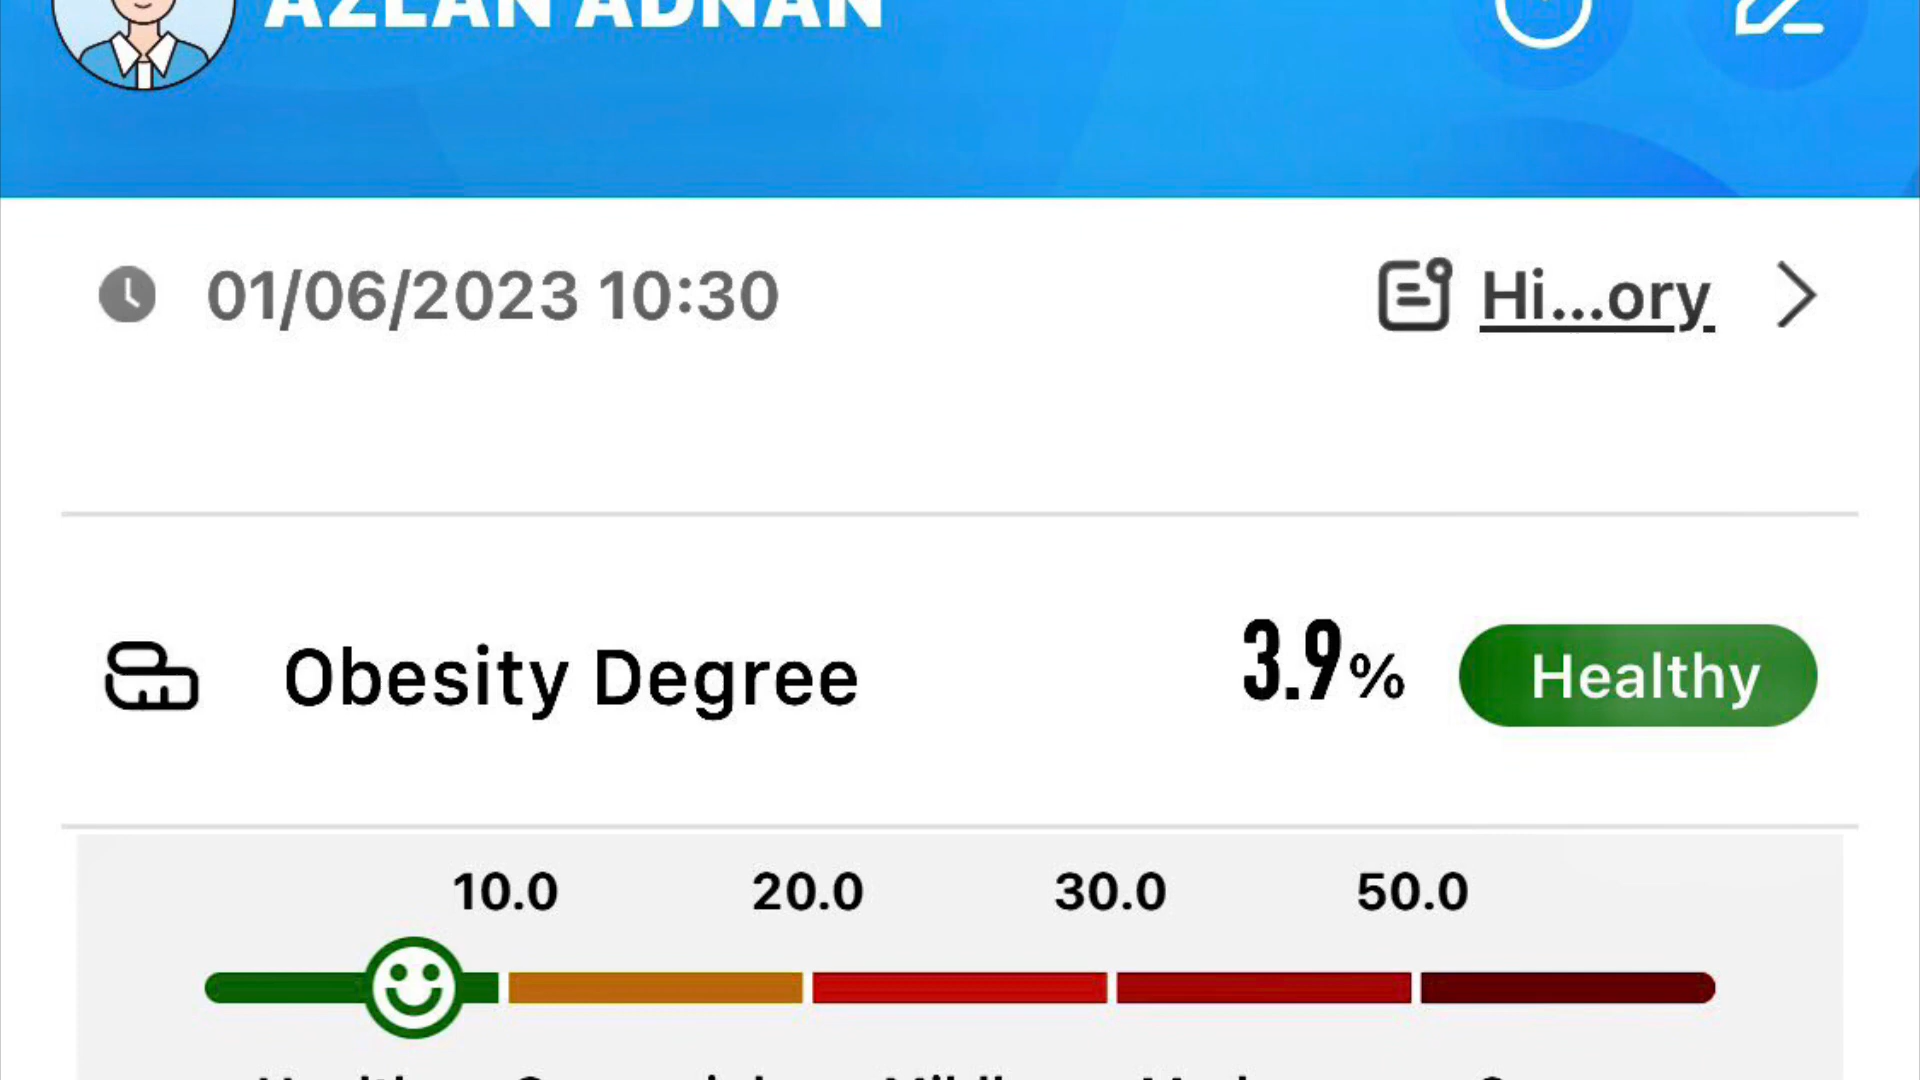 AZLAN ADNAN
01/06/2023 10:30
Hi...ory
Obesity Degree
3.9% Healthy
10.0 20.0 30.0 50.0